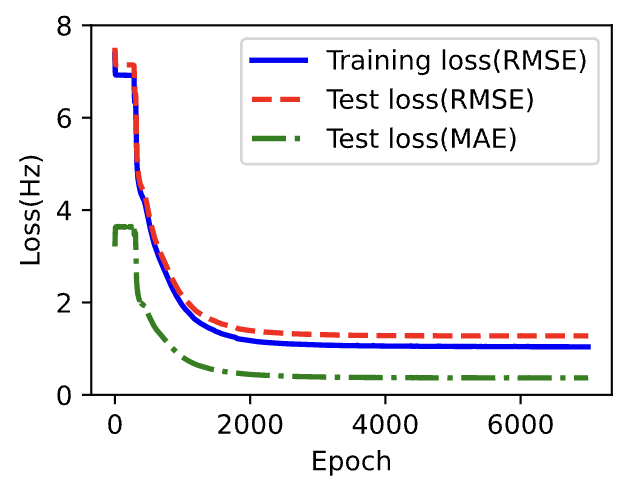 8
6
4
2
0
Loss(Hz)
Training loss(RMSE)
Test loss(RMSE)
Test loss(MAE)
0 2000 4000 6000
Epoch